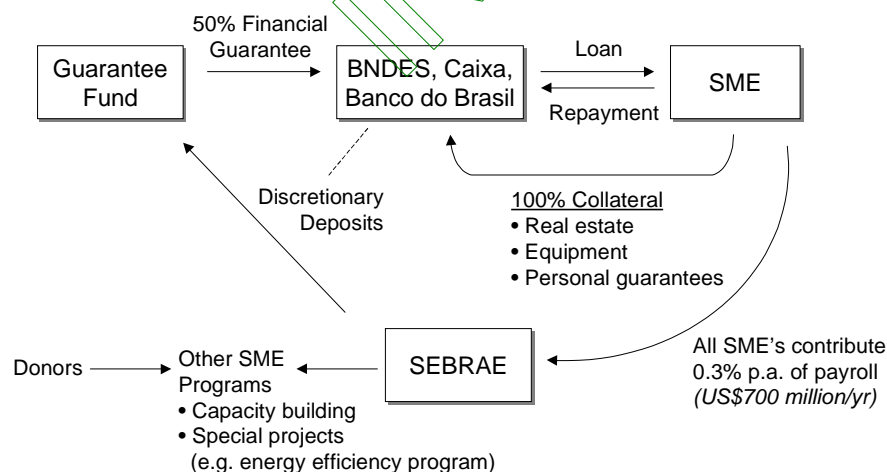 50% Financial
Guarantee
Guarantee
Fund
BNDES, Caixa,
Banco do Brasil
Loan
Repayment
SME
Discretionary
Deposits
100% Collateral
• Real estate
• Equipment
• Personal guarantees
SEBRAE
All SME's contribute
0.3% p.a. of payroll
(US$700 million/yr)
Donors
Other SME
Programs
• Capacity building
• Special projects
(e.g. energy efficiency program)